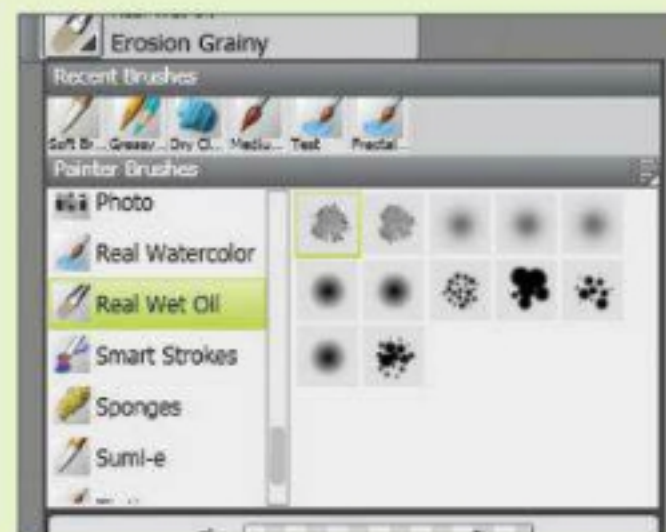 Erosion Grainy
Recent Brushes
Soft Br... Greasy... Dry Cl... Mediu... Test Fractal...
Painter Brushes
Photo
Real Watercolor
Real Wet Oil
Smart Strokes
Sponges
Sumi-e